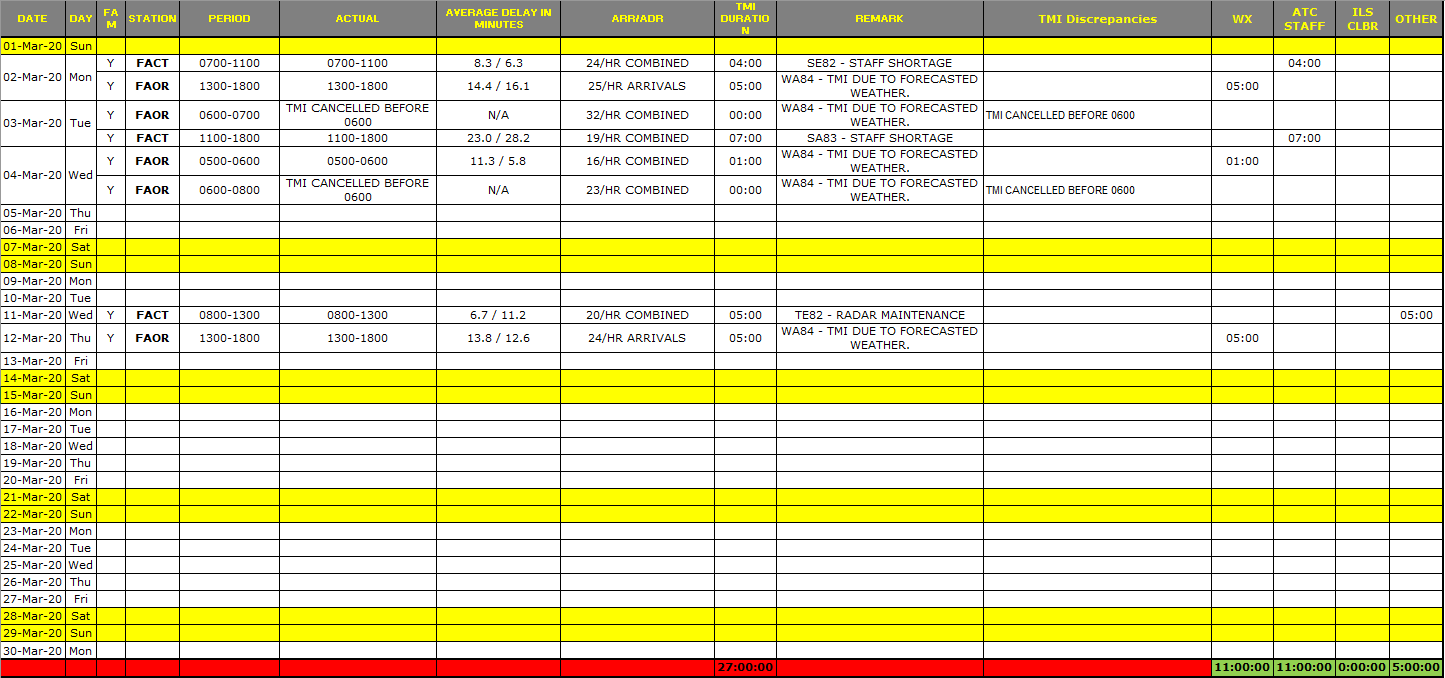 DATE DAY FA M STATION PERIOD ACTUAL AVERAGE DELAY IN MINUTES ARR/ADR TMI DURATIO N REMARK TMI Discrepancies WX ATC STAFF ILS CLBR OTHER
01-Mar-20 Sun
02-Mar-20 Mon Y FACT 0700-1100 0700-1100 8.3 / 6.3 24/HR COMBINED 04:00 SE82 - STAFF SHORTAGE 04:00
Y FAOR 1300-1800 1300-1800 14.4 / 16.1 25/HR ARRIVALS 05:00 WA84 - TMI DUE TO FORECASTED WEATHER. 05:00
03-Mar-20 Tue Y FAOR 0600-0700 TMI CANCELLED BEFORE 0600 N/A 32/HR COMBINED 00:00 WA84 - TMI DUE TO FORECASTED WEATHER. TMI CANCELLED BEFORE 0600
Y FACT 1100-1800 1100-1800 23.0 / 28.2 19/HR COMBINED 07:00 SA83 - STAFF SHORTAGE 07:00
04-Mar-20 Wed Y FAOR 0500-0600 0500-0600 11.3 / 5.8 16/HR COMBINED 01:00 WA84 - TMI DUE TO FORECASTED WEATHER. 01:00
Y FAOR 0600-0800 TMI CANCELLED BEFORE 0600 N/A 23/HR COMBINED 00:00 WA84 - TMI DUE TO FORECASTED WEATHER. TMI CANCELLED BEFORE 0600
05-Mar-20 Thu
06-Mar-20 Fri
07-Mar-20 Sat
08-Mar-20 Sun
09-Mar-20 Mon
10-Mar-20 Tue
11-Mar-20 Wed Y FACT 0800-1300 0800-1300 6.7 / 11.2 20/HR COMBINED 05:00 TE82 - RADAR MAINTENANCE 05:00
12-Mar-20 Thu Y FAOR 1300-1800 1300-1800 13.8 / 12.6 24/HR ARRIVALS 05:00 WA84 - TMI DUE TO FORECASTED WEATHER. 05:00
13-Mar-20 Fri
14-Mar-20 Sat
15-Mar-20 Sun
16-Mar-20 Mon
17-Mar-20 Tue
18-Mar-20 Wed
19-Mar-20 Thu
20-Mar-20 Fri
21-Mar-20 Sat
22-Mar-20 Sun
23-Mar-20 Mon
24-Mar-20 Tue
25-Mar-20 Wed
26-Mar-20 Thu
27-Mar-20 Fri
28-Mar-20 Sat
29-Mar-20 Sun
30-Mar-20 Mon
27:00:00 11:00:00 11:00:00 0:00:00 5:00:00